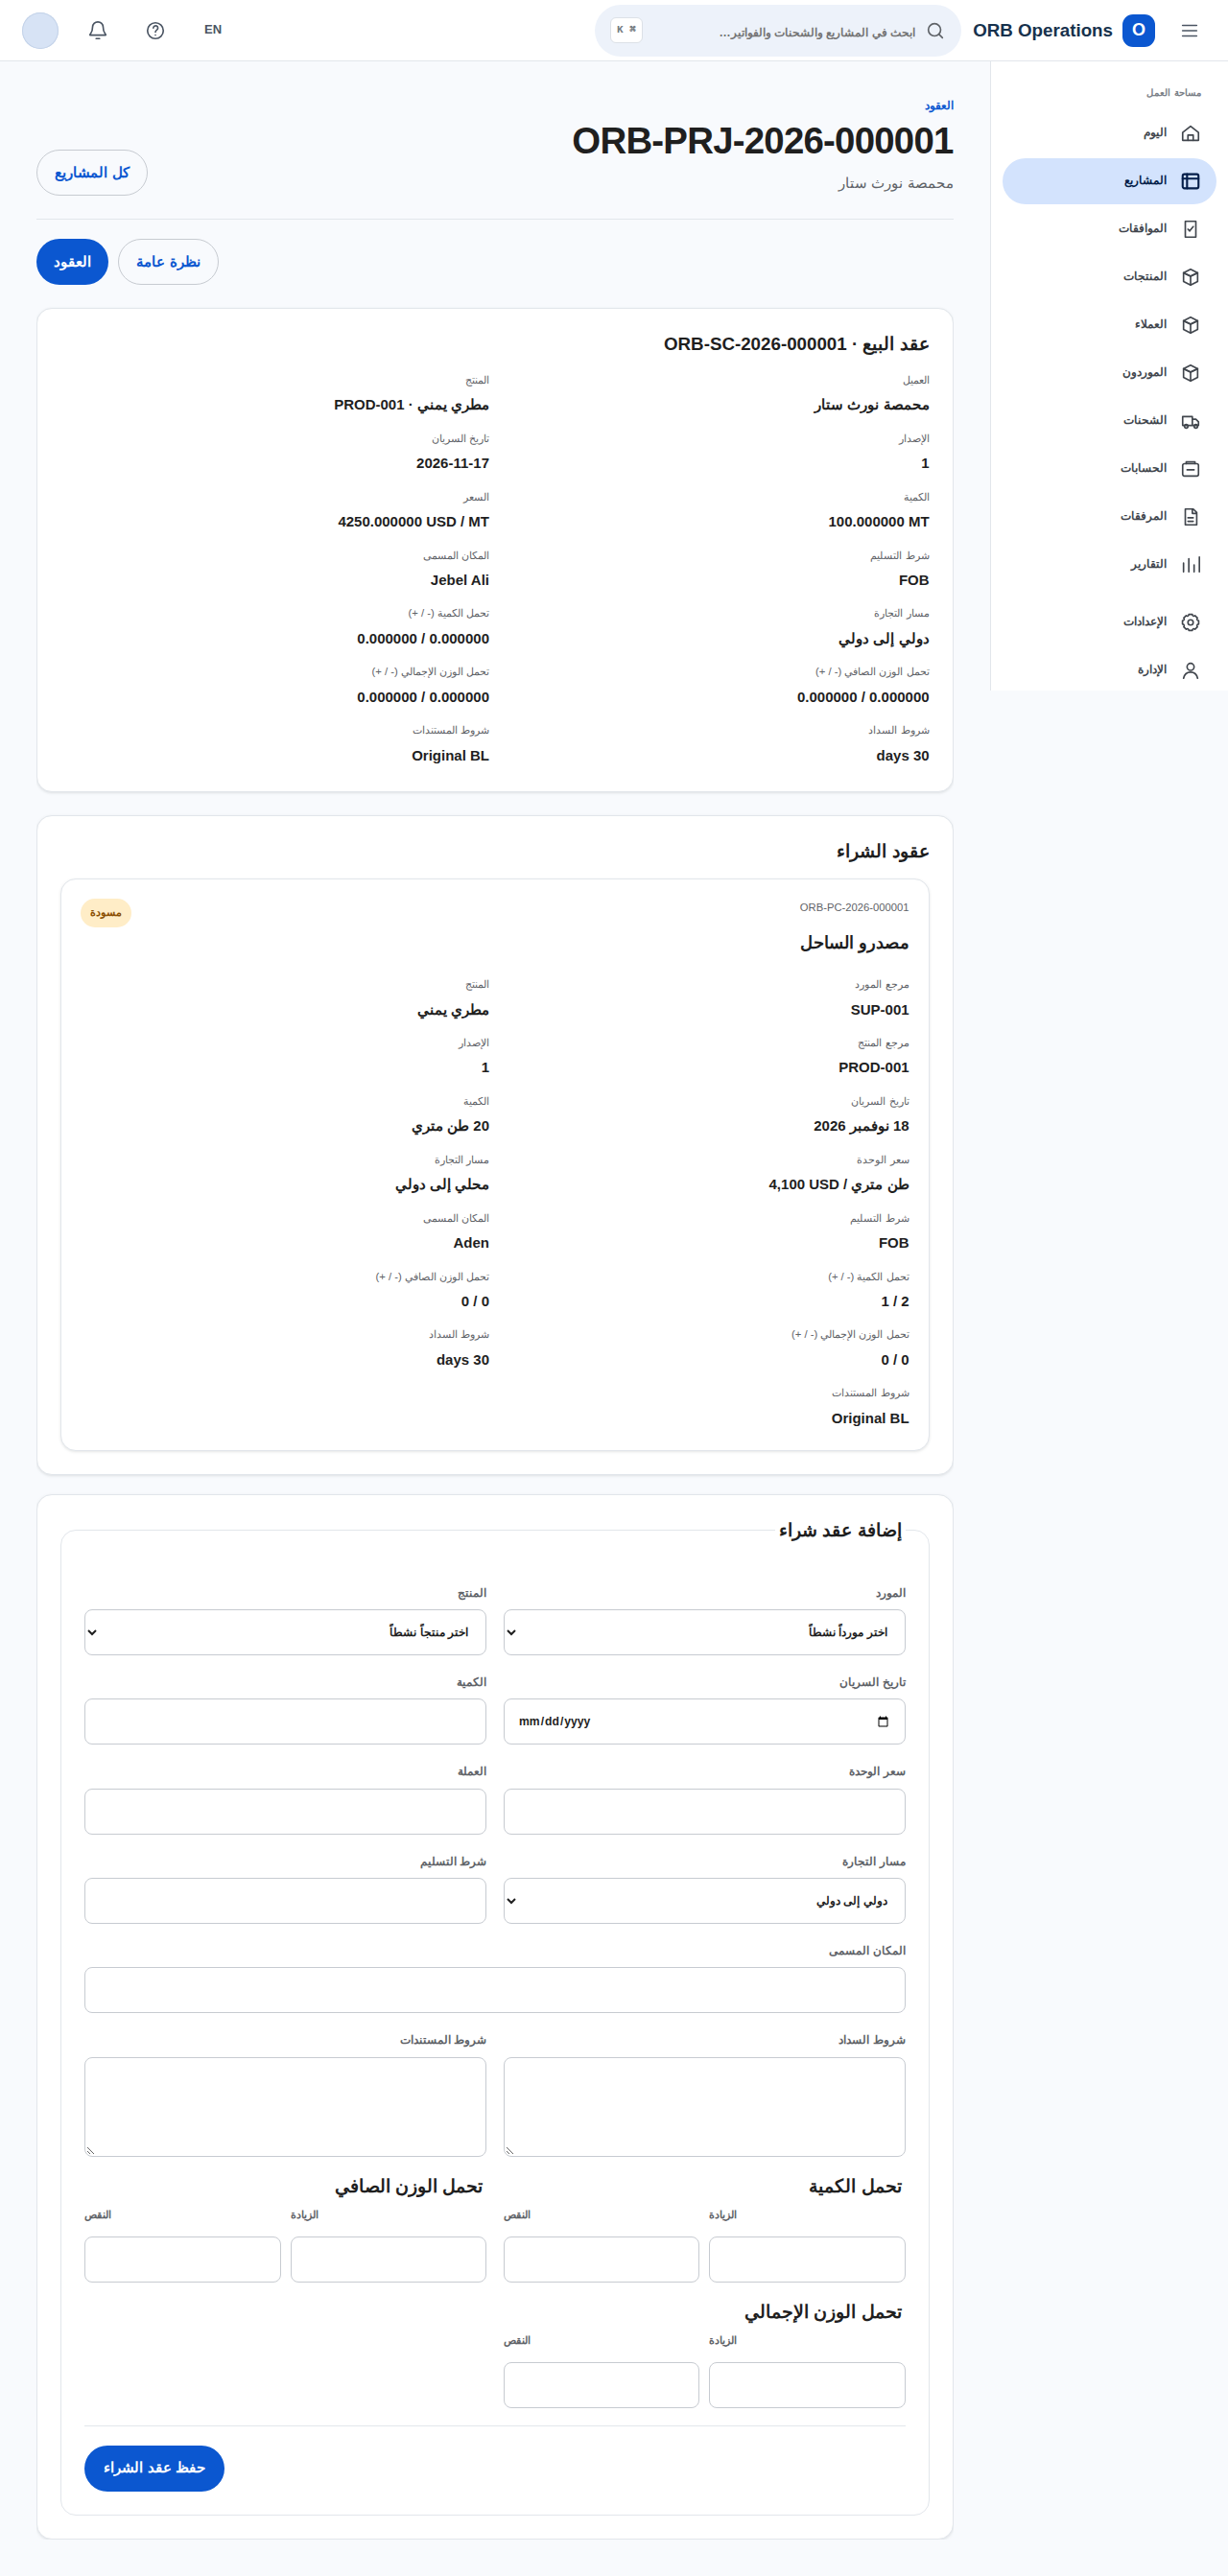 ORB Operations
O
ابحث في المشاريع والشحنات والفواتير...
⌘ K
EN
مساحة العمل
اليوم
المشاريع
الموافقات
المنتجات
العملاء
الموردون
الشحنات
الحسابات
المرفقات
التقارير
الإعدادات
الإدارة
العقود
ORB-PRJ-2026-000001
محمصة نورث ستار
كل المشاريع
نظرة عامة
العقود
عقد البيع · ORB-SC-2026-000001
العميل
محمصة نورث ستار
المنتج
مطري يمني · PROD-001
الإصدار
1
تاريخ السريان
2026-11-17
الكمية
100.000000 MT
السعر
4250.000000 USD / MT
شرط التسليم
FOB
المكان المسمى
Jebel Ali
مسار التجارة
دولي إلى دولي
تحمل الكمية (- / +)
0.000000 / 0.000000
تحمل الوزن الصافي (- / +)
0.000000 / 0.000000
تحمل الوزن الإجمالي (- / +)
0.000000 / 0.000000
شروط السداد
days 30
شروط المستندات
Original BL
عقود الشراء
ORB-PC-2026-000001
مسودة
مصدرو الساحل
مرجع المورد
SUP-001
المنتج
مطري يمني
مرجع المنتج
PROD-001
الإصدار
1
تاريخ السريان
18 نوفمبر 2026
الكمية
20 طن متري
سعر الوحدة
4,100 USD / طن متري
مسار التجارة
محلي إلى دولي
شرط التسليم
FOB
المكان المسمى
Aden
تحمل الكمية (- / +)
1 / 2
تحمل الوزن الصافي (- / +)
0 / 0
تحمل الوزن الإجمالي (- / +)
0 / 0
شروط السداد
days 30
شروط المستندات
Original BL
إضافة عقد شراء
المورد
المنتج
اختر مورداً نشطاً
اختر منتجاً نشطاً
تاريخ السريان
الكمية
mm/dd/yyyy
سعر الوحدة
العملة
مسار التجارة
شرط التسليم
دولي إلى دولي
المكان المسمى
شروط السداد
شروط المستندات
تحمل الكمية
تحمل الوزن الصافي
الزيادة
النقص
الزيادة
النقص
تحمل الوزن الإجمالي
الزيادة
النقص
حفظ عقد الشراء